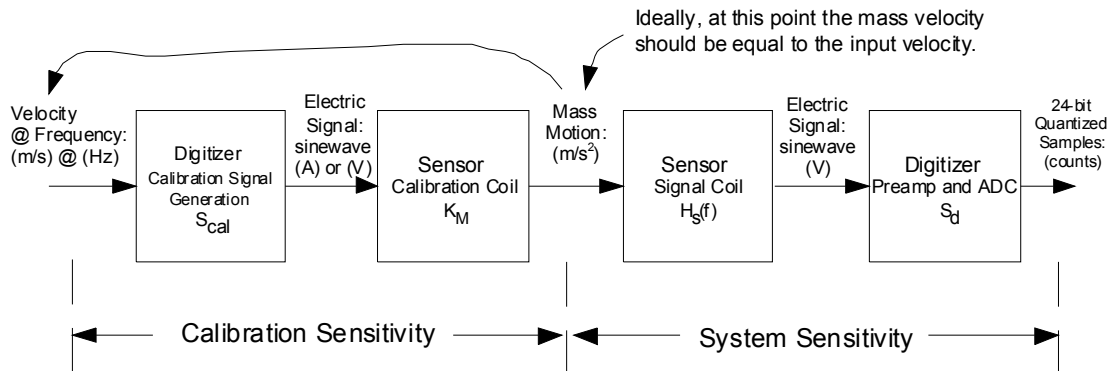 Ideally, at this point the mass velocity
should be equal to the input velocity.
Velocity
@ Frequency:
(m/s) @ (Hz)
Digitizer
Calibration Signal
Generation
Scal
Electric
Signal:
sinewave
(A) or (V)
Sensor
Calibration Coil
KM
Mass
Motion:
(m/s²)
Sensor
Signal Coil
Hs(f)
Electric
Signal:
sinewave
(V)
Digitizer
Preamp and ADC
Sd
24-bit
Quantized
Samples:
(counts)
Calibration Sensitivity
System Sensitivity